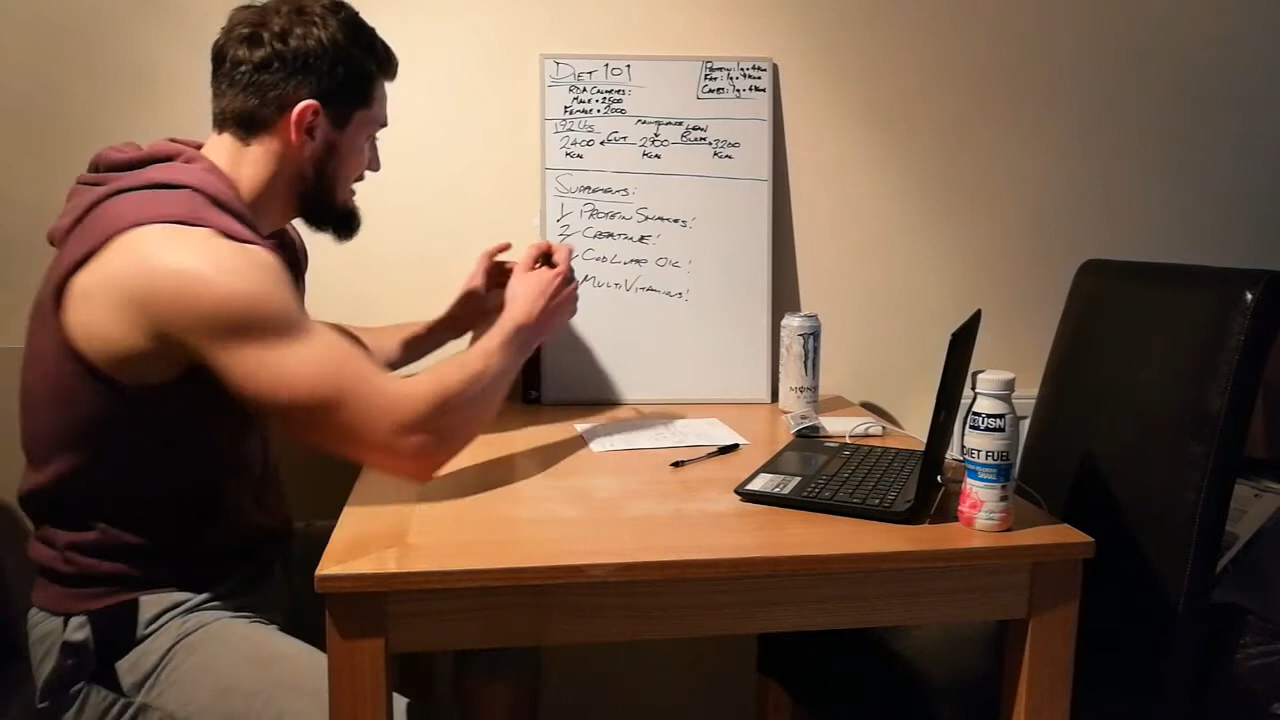 DIET 101
PROTEIN: 1g = 4Kcal
FAT: 1g = 9Kcal
CARBS: 1g = 4Kcal
RDA CALORIES:
MALE = 2500
FEMALE = 2000
192 lbs
MAINTENANCE
LEAN
2400 CUT 2900 BULK 3200
KCAL KCAL KCAL
SUPPLEMENTS:
1/ PROTEIN SHAKES!
2/ CREATINE!
COD LIVER OIL!
MULTIVITAMINS!
MONSTER
USN
DIET FUEL
SHAKE